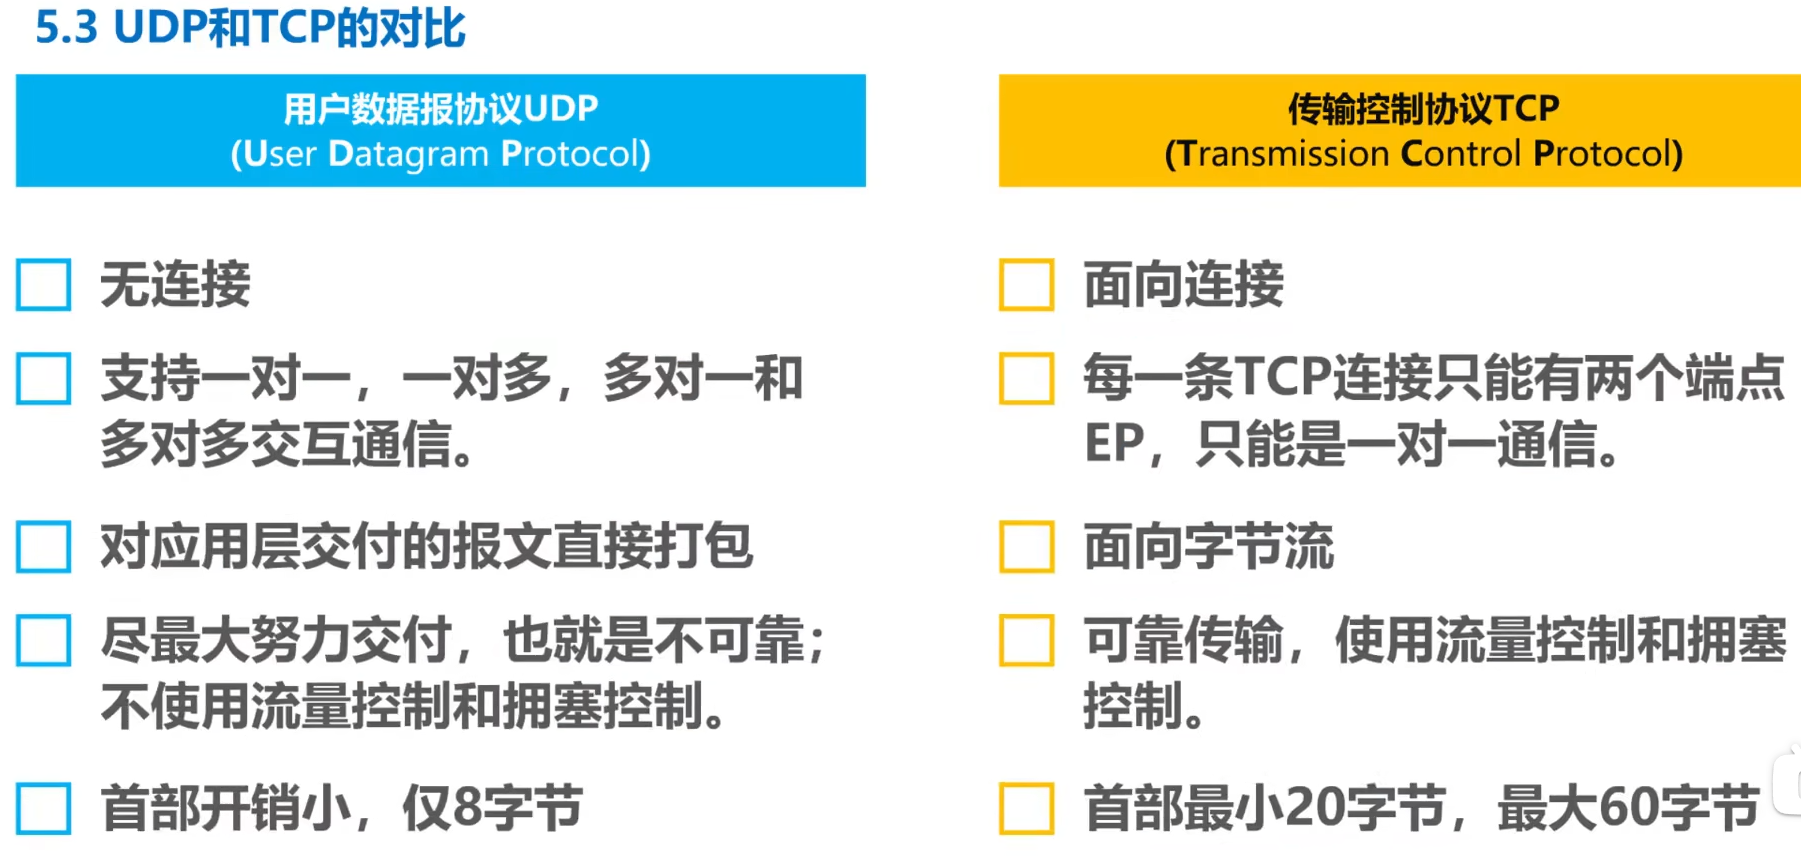 5.3 UDP和TCP的对比
用户数据报协议UDP
(User Datagram Protocol)
无连接
支持一对一，一对多，多对一和
多对多交互通信。
对应用层交付的报文直接打包
尽最大努力交付，也就是不可靠；
不使用流量控制和拥塞控制。
首部开销小，仅8字节
传输控制协议TCP
(Transmission Control Protocol)
面向连接
每一条TCP连接只能有两个端点
EP，只能是一对一通信。
面向字节流
可靠传输，使用流量控制和拥塞
控制。
首部最小20字节，最大60字节